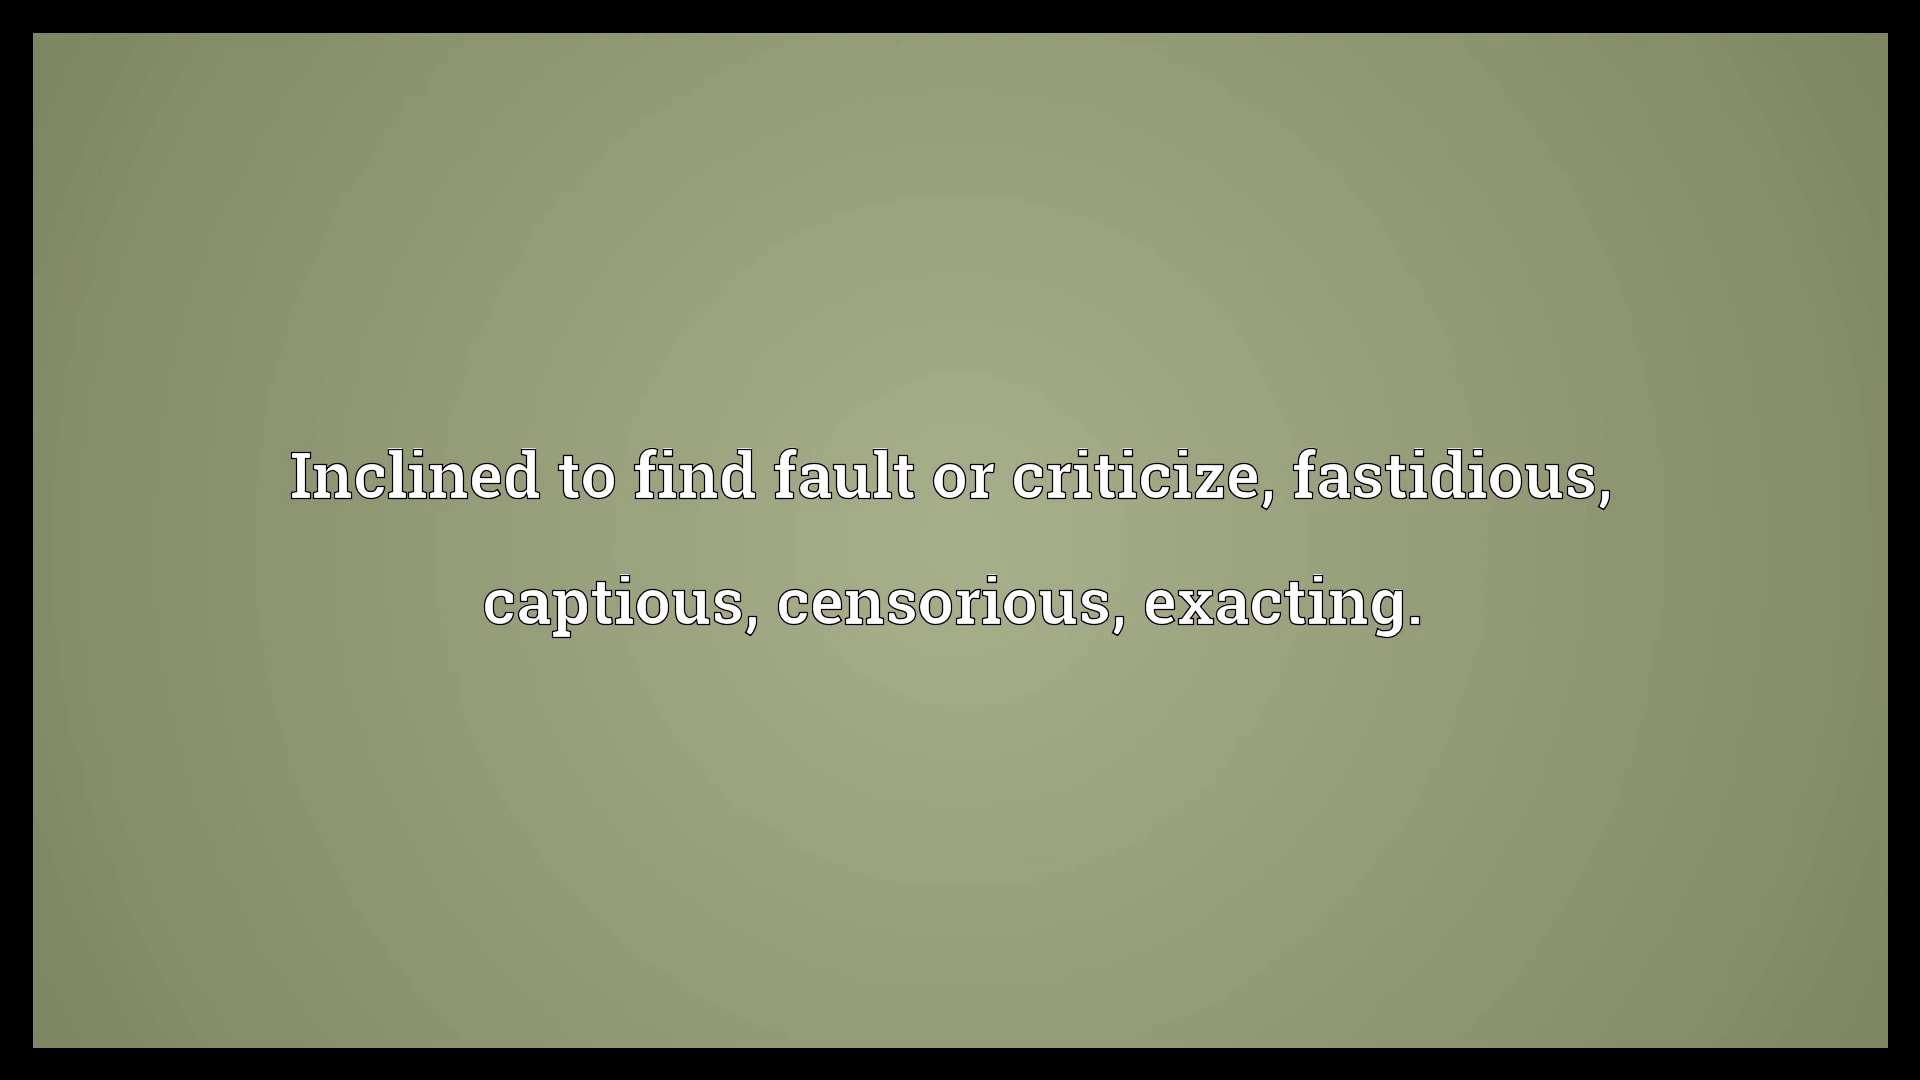 Inclined to find fault or criticize, fastidious,
captious, censorious, exacting.